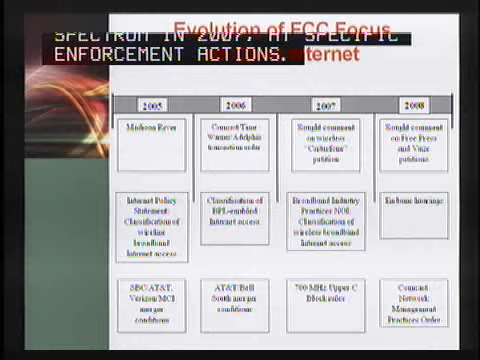 Evolution of FCC Focus
SPECTRUM IN 2007, AT SPECIFIC
ENFORCEMENT ACTIONS.
Internet
2005
2006
2007
2008
Madison River
Comcast/Time
Warner/Adelphia
transaction order
Sought comment
on wireless
"Carterfone"
petition
Sought comment
on Free Press
and Vuze
petitions
Internet Policy
Statement;
Classification of
wireline
broadband
Internet access
Classification of
BPL-enabled
Internet access
Broadband Industry
Practices NOI;
Classification of
wireless broadband
Internet access
En banc hearings
SBC/AT&T,
Verizon/MCI
merger
conditions
AT&T/Bell
South merger
conditions
700 MHz Upper C
Block rules
Comcast
Network
Management
Practices Order